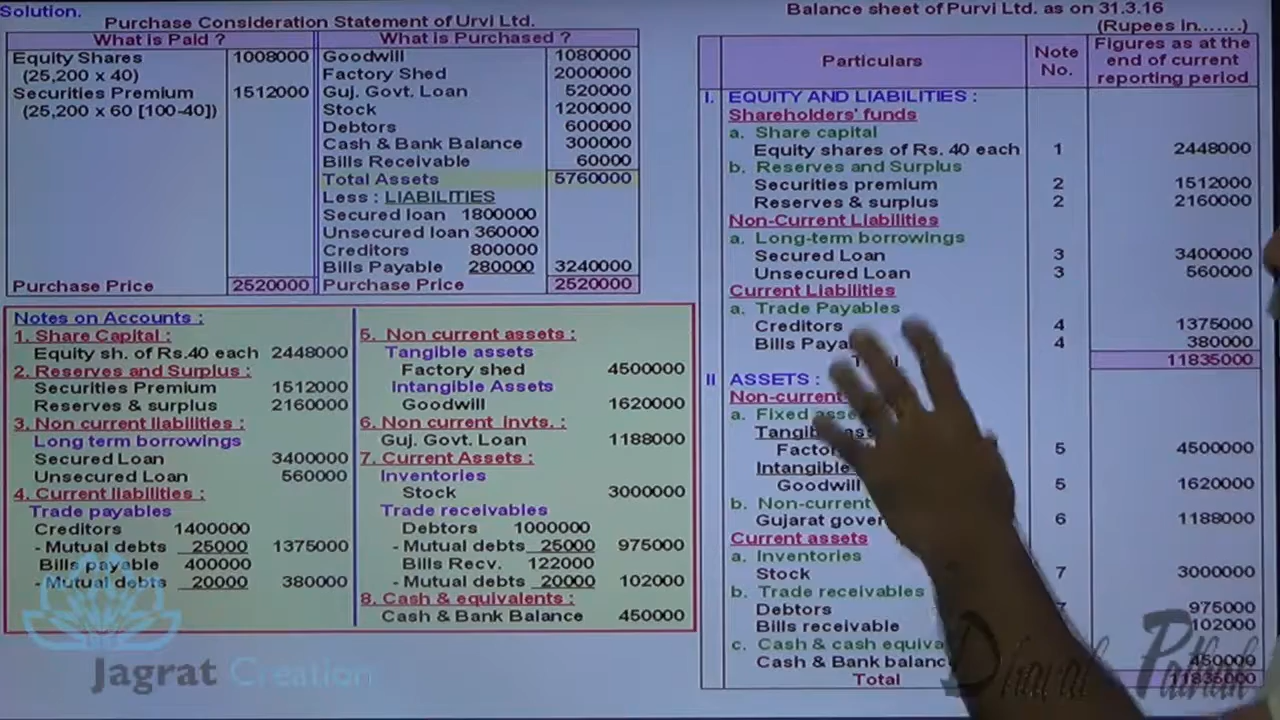 Solution.
Purchase Consideration Statement of Urvi Ltd.
What is Paid ? What is Purchased ?
Equity Shares 1008000 Goodwill 1080000
(25,200 x 40) Factory Shed 2000000
Securities Premium 1512000 Guj. Govt. Loan 520000
(25,200 x 60 [100-40]) Stock 1200000
Debtors 600000
Cash & Bank Balance 300000
Bills Receivable 60000
Total Assets 5760000
Less : LIABILITIES
Secured loan 1800000
Unsecured loan 360000
Creditors 800000
Bills Payable 280000 3240000
Purchase Price 2520000 Purchase Price 2520000
Notes on Accounts :
1. Share Capital :
Equity sh. of Rs.40 each 2448000
2. Reserves and Surplus :
Securities Premium 1512000
Reserves & surplus 2160000
3. Non current liabilities :
Long term borrowings
Secured Loan 3400000
Unsecured Loan 560000
4. Current liabilities :
Trade payables
Creditors 1400000
- Mutual debts 25000 1375000
Bills payable 400000
- Mutual debts 20000 380000
5. Non current assets :
Tangible assets
Factory shed 4500000
Intangible Assets
Goodwill 1620000
6. Non current invts. :
Guj. Govt. Loan 1188000
7. Current Assets :
Inventories
Stock 3000000
Trade receivables
Debtors 1000000
- Mutual debts 25000 975000
Bills Recv. 122000
- Mutual debts 20000 102000
8. Cash & equivalents :
Cash & Bank Balance 450000
Balance sheet of Purvi Ltd. as on 31.3.16
(Rupees in.......)
Particulars Note No. Figures as at the end of current reporting period
I. EQUITY AND LIABILITIES :
Shareholders' funds
a. Share capital
Equity shares of Rs. 40 each 1 2448000
b. Reserves and Surplus
Securities premium 2 1512000
Reserves & surplus 2 2160000
Non-Current Liabilities
a. Long-term borrowings
Secured Loan 3 3400000
Unsecured Loan 3 560000
Current Liabilities
a. Trade Payables
Creditors 4 1375000
Bills 4 380000
11835000
II ASSETS :
Non-current
a. Fixed
5 4500000
Intangible
Goodwill 5 1620000
b. Non-current
Gujarat 6 1188000
Current assets
a. Inventories
Stock 7 3000000
b. Trade receivables
Debtors 975000
Bills receivable 102000
c. Cash & cash
Cash & Bank 450000
Total 11835000
Jagrat Creation
Dhaval Pathak